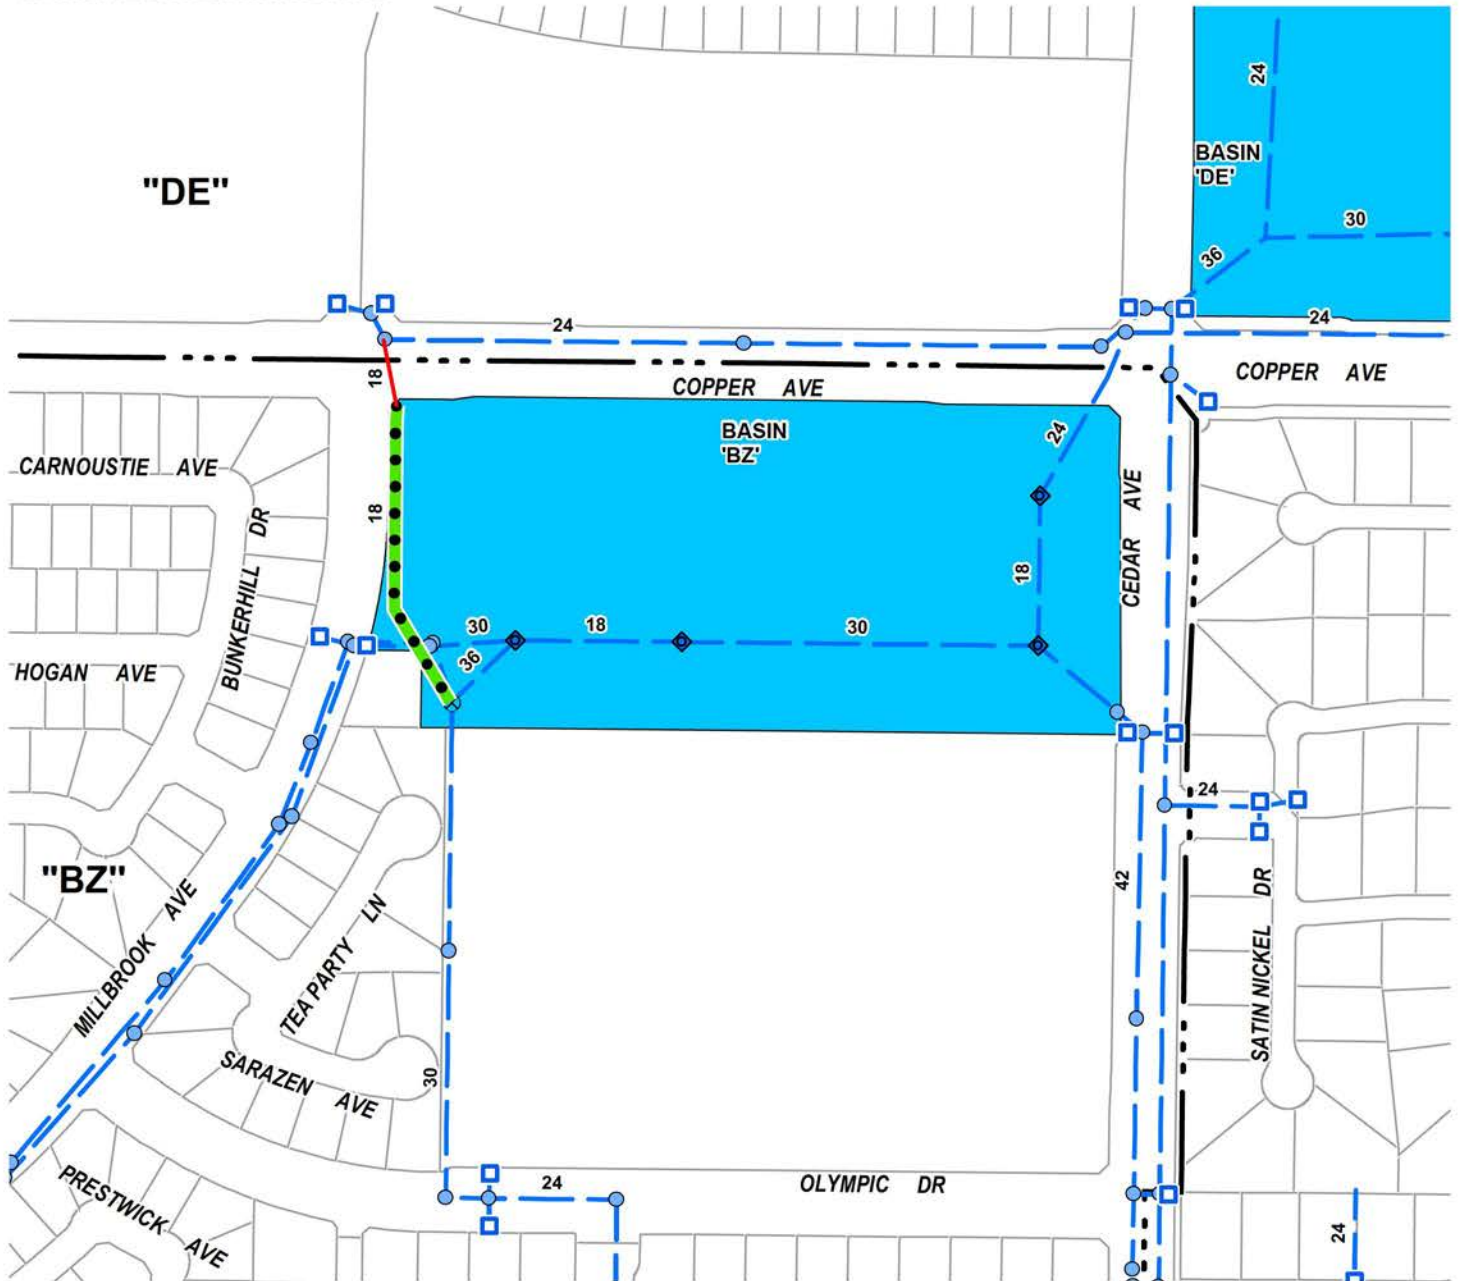 24
BASIN
'DE'
"DE"
30
36
24
24
COPPER AVE
18
COPPER AVE
BASIN
'BZ'
24
CARNOUSTIE AVE
CEDAR AVE
18
BUNKERHILL DR
18
30
18
30
36
HOGAN AVE
24
"BZ"
42
MILLBROOK AVE
TEA PARTY LN
SATIN NICKEL DR
SARAZEN AVE
30
24
OLYMPIC DR
PRESTWICK AVE
24